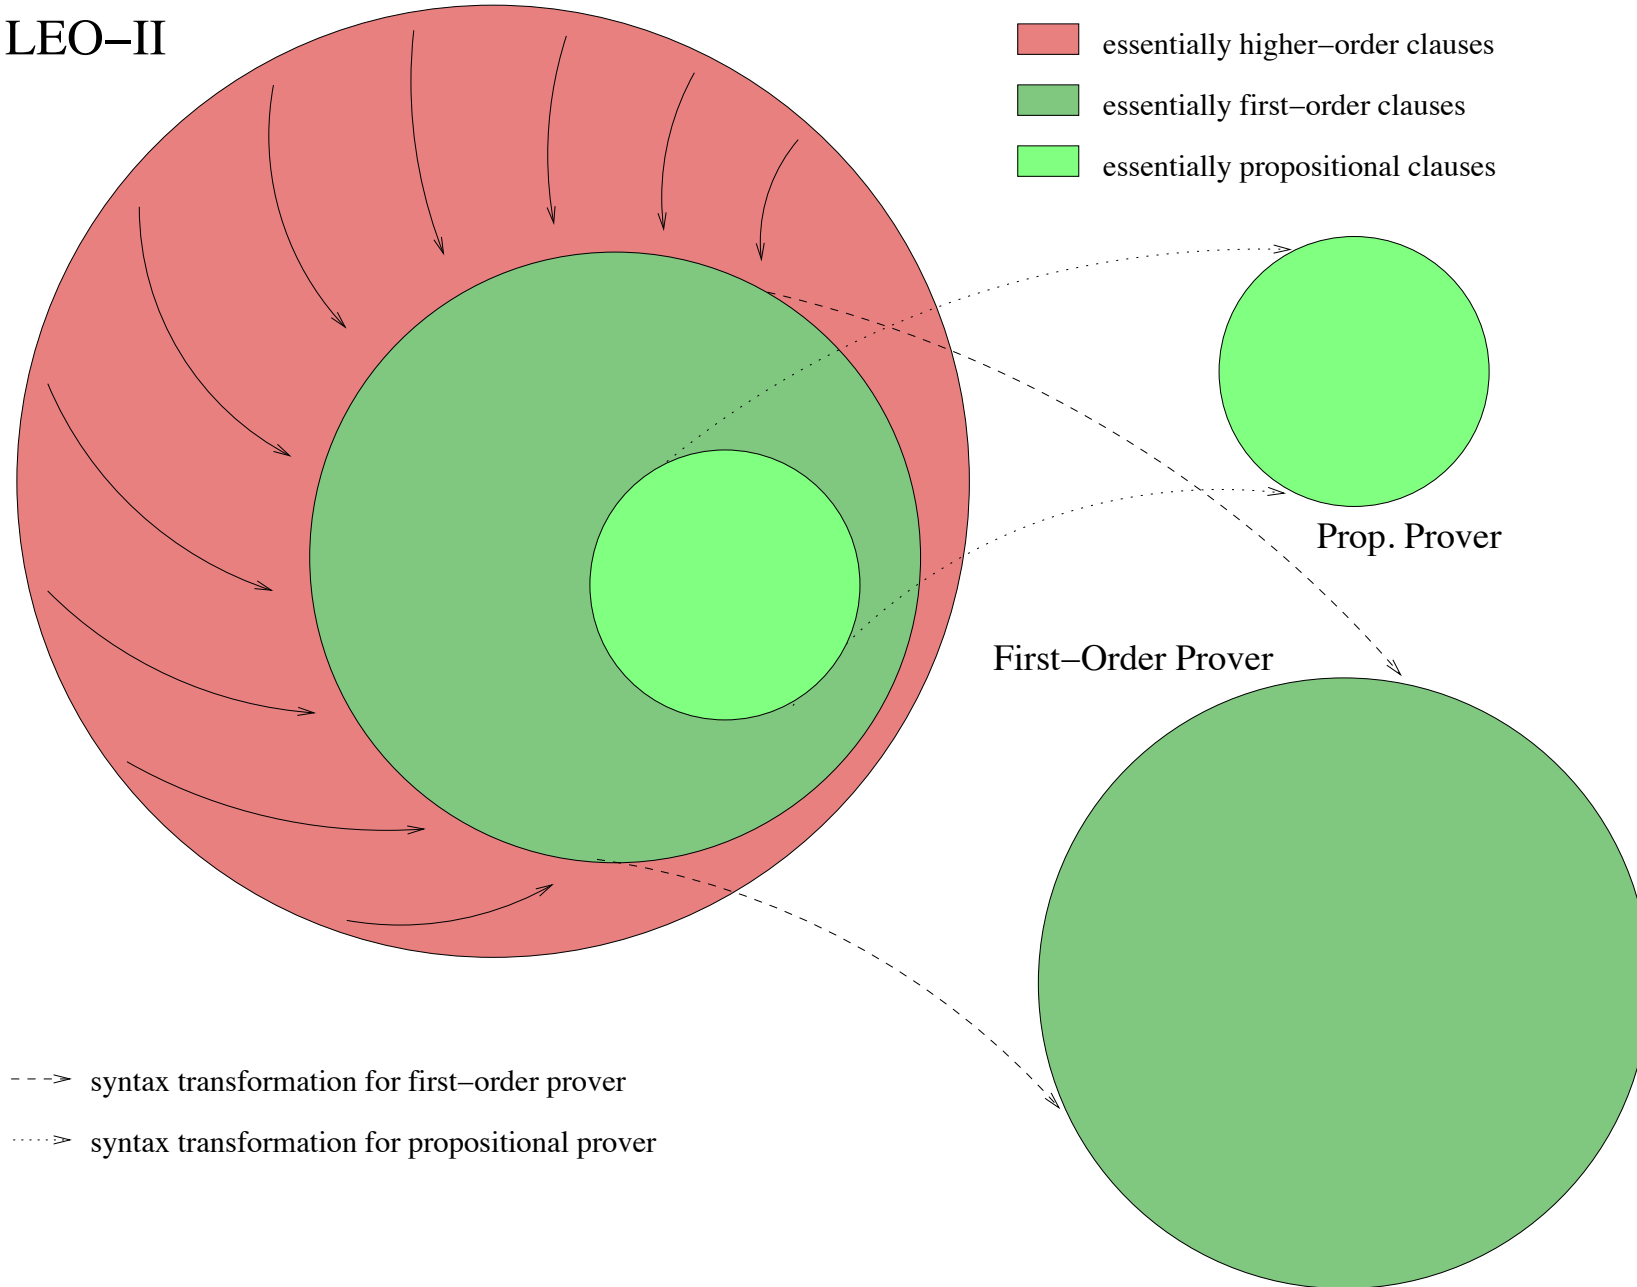 LEO–II
essentially higher–order clauses
essentially first–order clauses
essentially propositional clauses
Prop. Prover
First–Order Prover
syntax transformation for first–order prover
syntax transformation for propositional prover